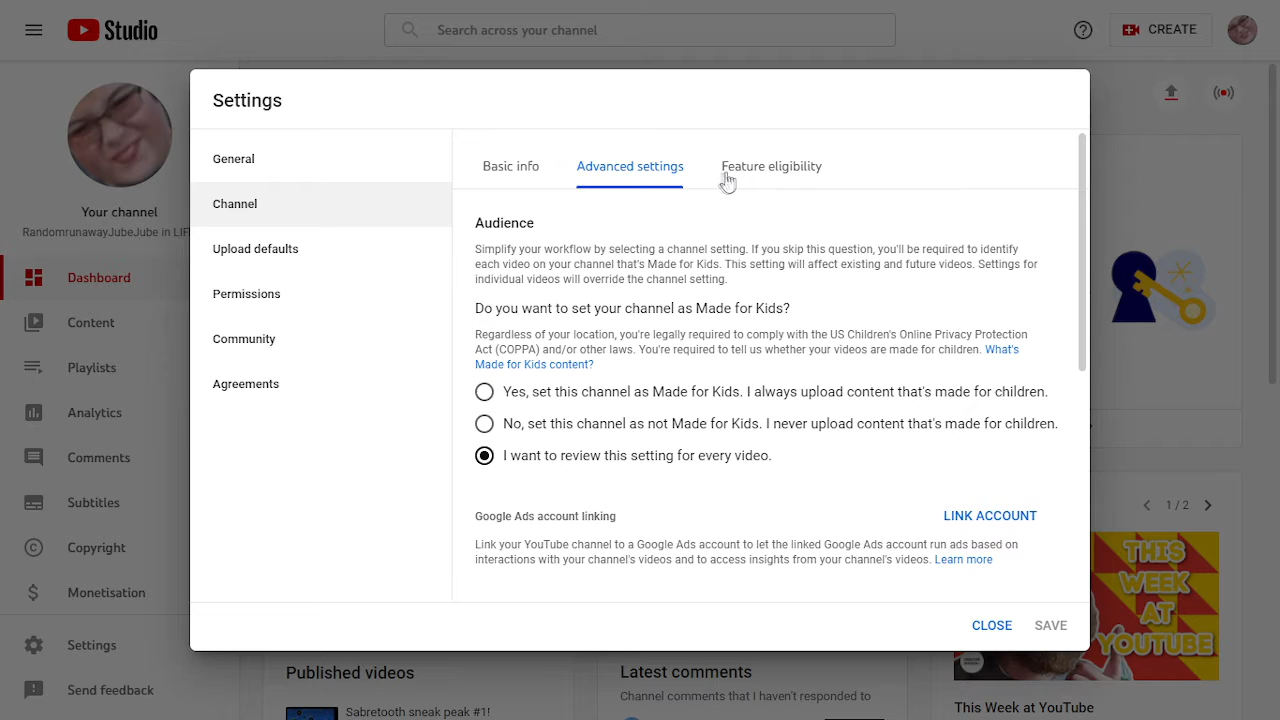 Studio
Search across your channel
CREATE
Settings
General
Channel
Upload defaults
Permissions
Community
Agreements
Basic info
Advanced settings
Feature eligibility
Audience
Simplify your workflow by selecting a channel setting. If you skip this question, you'll be required to identify
each video on your channel that's Made for Kids. This setting will affect existing and future videos. Settings for
individual videos will override the channel setting.
Do you want to set your channel as Made for Kids?
Regardless of your location, you're legally required to comply with the US Children's Online Privacy Protection
Act (COPPA) and/or other laws. You're required to tell us whether your videos are made for children. What's
Made for Kids content?
Yes, set this channel as Made for Kids. I always upload content that's made for children.
No, set this channel as not Made for Kids. I never upload content that's made for children.
I want to review this setting for every video.
Google Ads account linking
LINK ACCOUNT
Link your YouTube channel to a Google Ads account to let the linked Google Ads account run ads based on
interactions with your channel's videos and to access insights from your channel's videos. Learn more
CLOSE
SAVE
Your channel
RandomrunawayJubeJube in LIF
Dashboard
Content
Playlists
Analytics
Comments
Subtitles
Copyright
Monetisation
Settings
Send feedback
Published videos
Sabretooth sneak peak #1!
Latest comments
Channel comments that I haven't responded to
1 / 2
THIS
WEEK
AT
YOUTUBE
This Week at YouTube